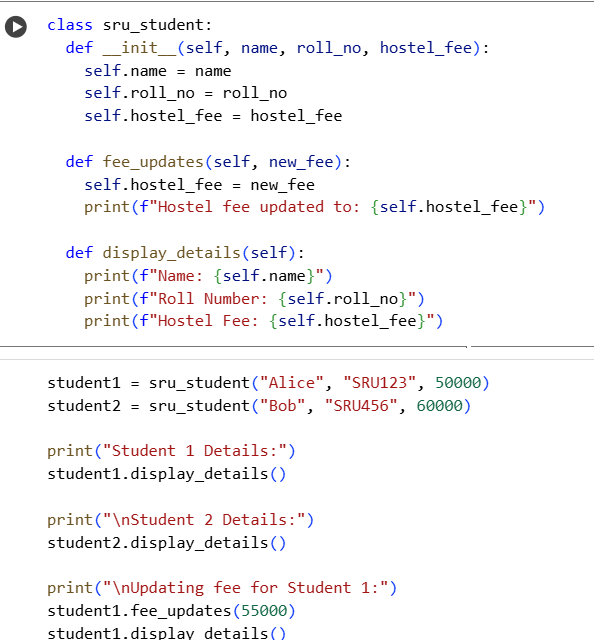 class sru_student:
  def __init__(self, name, roll_no, hostel_fee):
    self.name = name
    self.roll_no = roll_no
    self.hostel_fee = hostel_fee

  def fee_updates(self, new_fee):
    self.hostel_fee = new_fee
    print(f"Hostel fee updated to: {self.hostel_fee}")

  def display_details(self):
    print(f"Name: {self.name}")
    print(f"Roll Number: {self.roll_no}")
    print(f"Hostel Fee: {self.hostel_fee}")

student1 = sru_student("Alice", "SRU123", 50000)
student2 = sru_student("Bob", "SRU456", 60000)

print("Student 1 Details:")
student1.display_details()

print("\nStudent 2 Details:")
student2.display_details()

print("\nUpdating fee for Student 1:")
student1.fee_updates(55000)
student1.display_details()